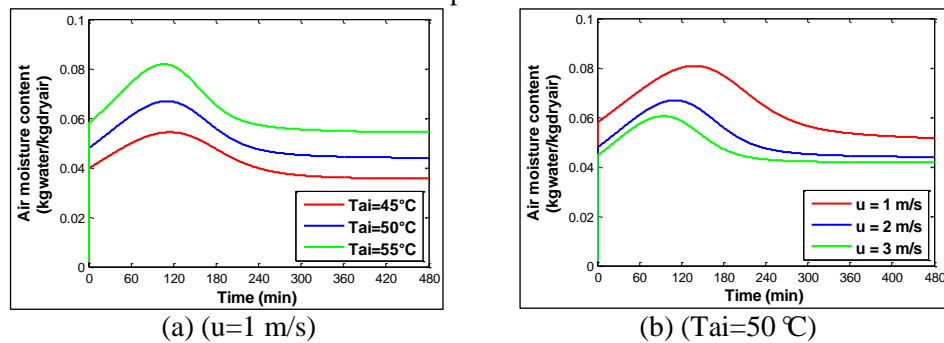 Air moisture content
(kgwater/kgdryair)
0.1
0.08
0.06
0.04
0.02
0
0 60 120 180 240 300 360 420 480
Time (min)
Tai=45°C
Tai=50°C
Tai=55°C
(a) (u=1 m/s)
Air moisture content
(kgwater/kgdryair)
0.1
0.08
0.06
0.04
0.02
0
0 60 120 180 240 300 360 420 480
Time (min)
u = 1 m/s
u = 2 m/s
u = 3 m/s
(b) (Tai=50 ℃)